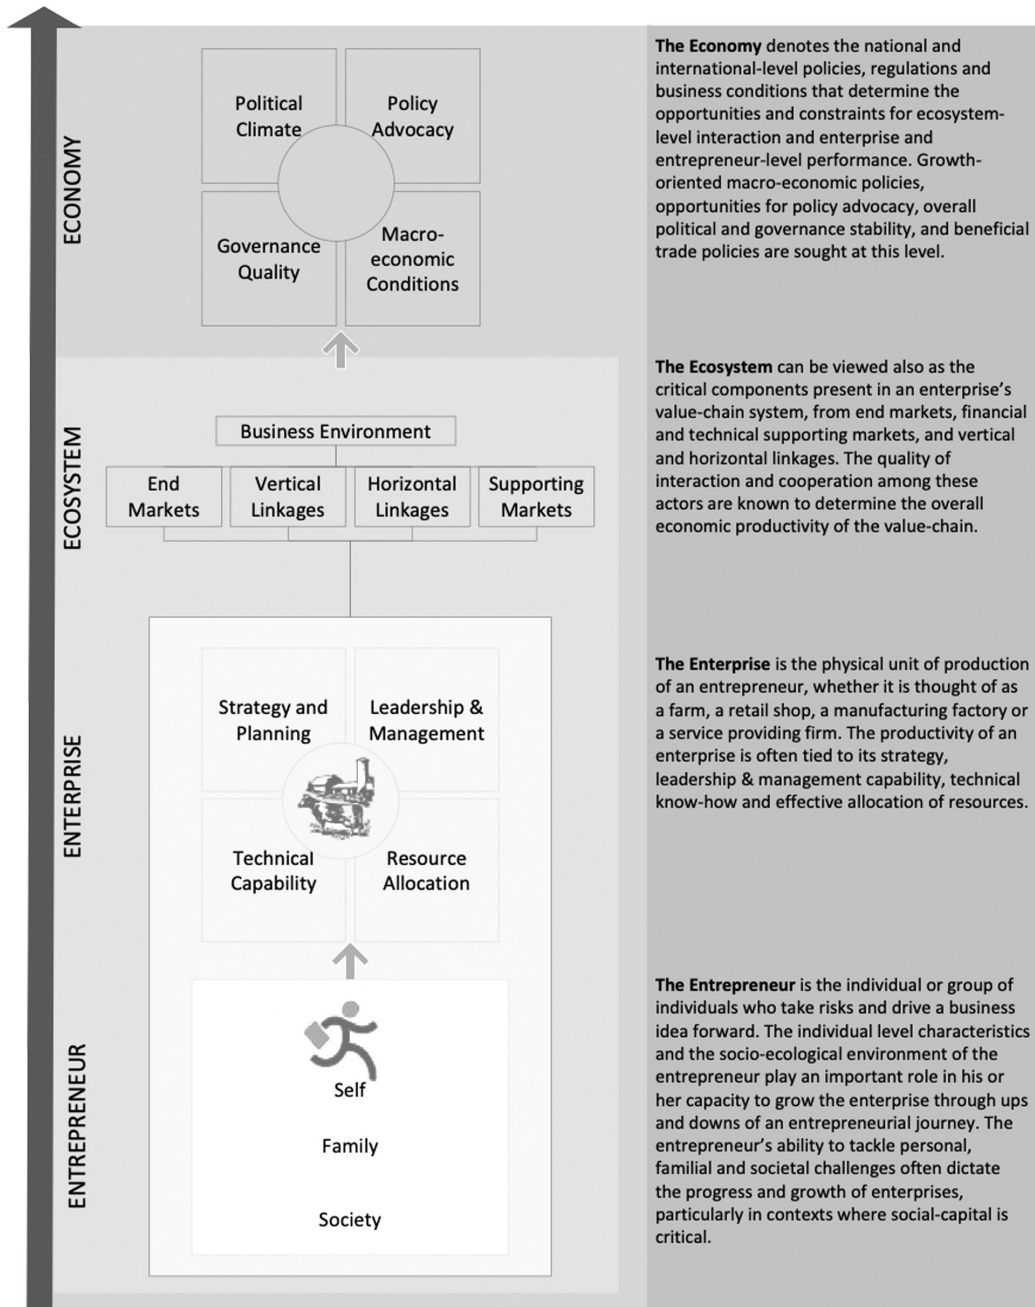 ECONOMY
Political
Climate
Policy
Advocacy
Governance
Quality
Macro-
economic
Conditions
The Economy denotes the national and
international-level policies, regulations and
business conditions that determine the
opportunities and constraints for ecosystem-
level interaction and enterprise and
entrepreneur-level performance. Growth-
oriented macro-economic policies,
opportunities for policy advocacy, overall
political and governance stability, and beneficial
trade policies are sought at this level.
ECOSYSTEM
Business Environment
End
Markets
Vertical
Linkages
Horizontal
Linkages
Supporting
Markets
The Ecosystem can be viewed also as the
critical components present in an enterprise’s
value-chain system, from end markets, financial
and technical supporting markets, and vertical
and horizontal linkages. The quality of
interaction and cooperation among these
actors are known to determine the overall
economic productivity of the value-chain.
ENTERPRISE
Strategy and
Planning
Leadership &
Management
Technical
Capability
Resource
Allocation
The Enterprise is the physical unit of production
of an entrepreneur, whether it is thought of as
a farm, a retail shop, a manufacturing factory or
a service providing firm. The productivity of an
enterprise is often tied to its strategy,
leadership & management capability, technical
know-how and effective allocation of resources.
ENTREPRENEUR
Self
Family
Society
The Entrepreneur is the individual or group of
individuals who take risks and drive a business
idea forward. The individual level characteristics
and the socio-ecological environment of the
entrepreneur play an important role in his or
her capacity to grow the enterprise through ups
and downs of an entrepreneurial journey. The
entrepreneur’s ability to tackle personal,
familial and societal challenges often dictate
the progress and growth of enterprises,
particularly in contexts where social-capital is
critical.